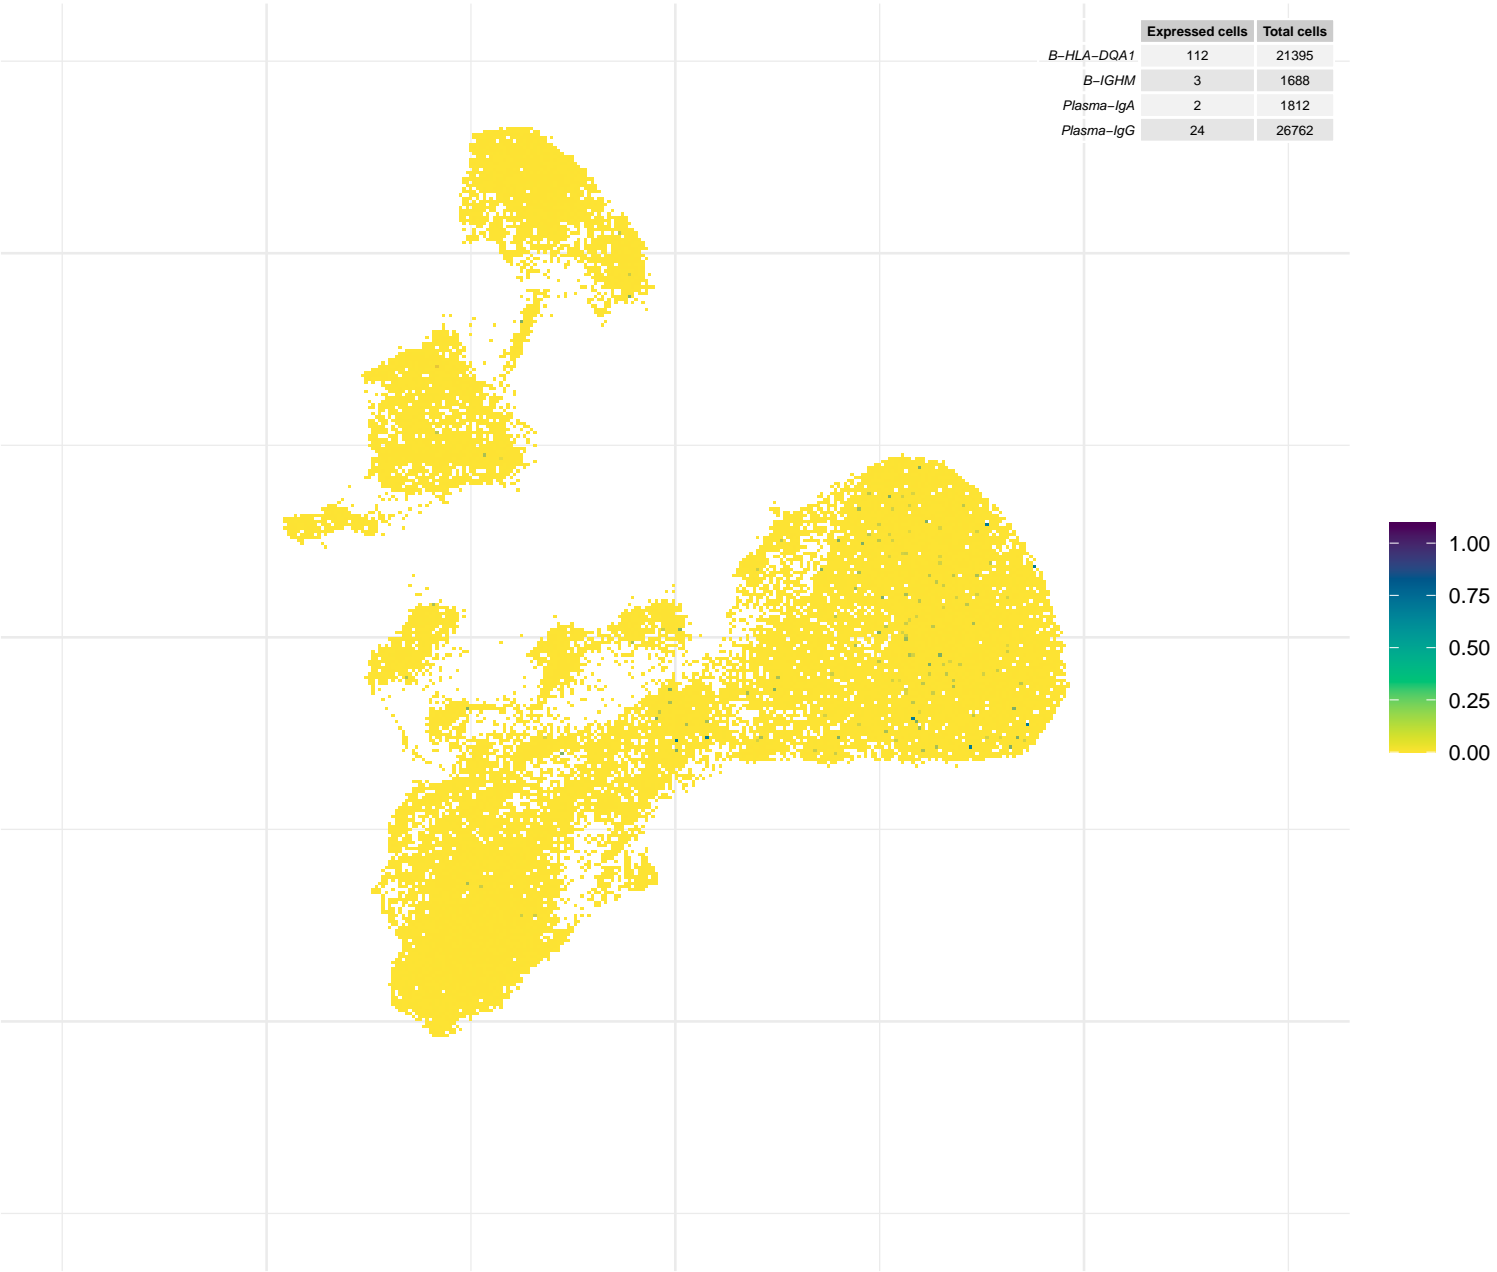 Expressed cells Total cells
B−HLA−DQA1 112 21395
B−IGHM 3 1688
Plasma−IgA 2 1812
Plasma−IgG 24 26762
1.00
0.75
0.50
0.25
0.00